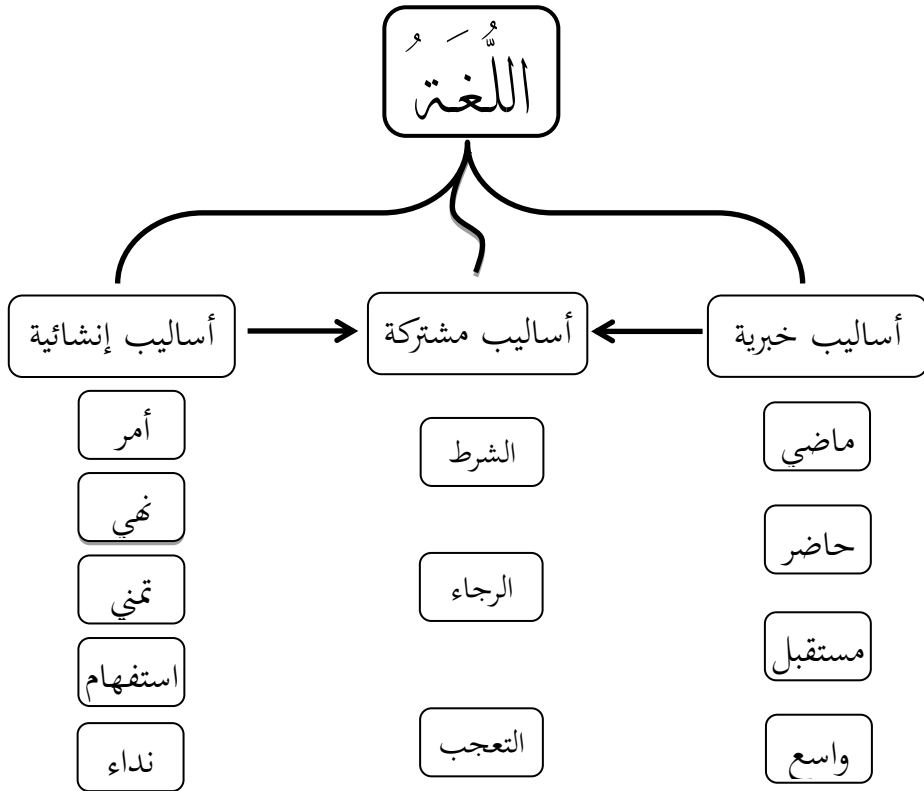 اللُّغَةُ
أساليب خبرية
أساليب مشتركة
أساليب إنشائية
ماضي
حاضر
مستقبل
واسع
الشرط
الرجاء
التعجب
أمر
نهي
تمني
استفهام
نداء